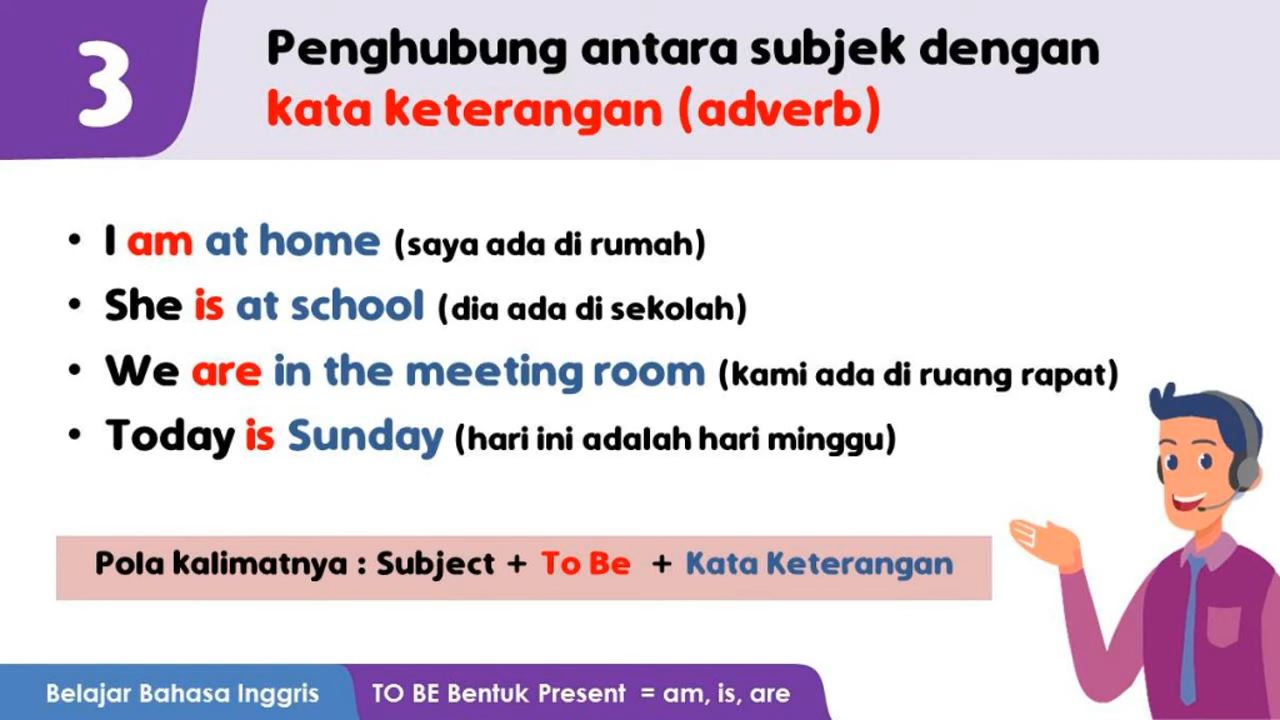 3
Penghubung antara subjek dengan
kata keterangan (adverb)
• I am at home (saya ada di rumah)
• She is at school (dia ada di sekolah)
• We are in the meeting room (kami ada di ruang rapat)
• Today is Sunday (hari ini adalah hari minggu)
Pola kalimatnya : Subject + To Be + Kata Keterangan
Belajar Bahasa Inggris
TO BE Bentuk Present = am, is, are